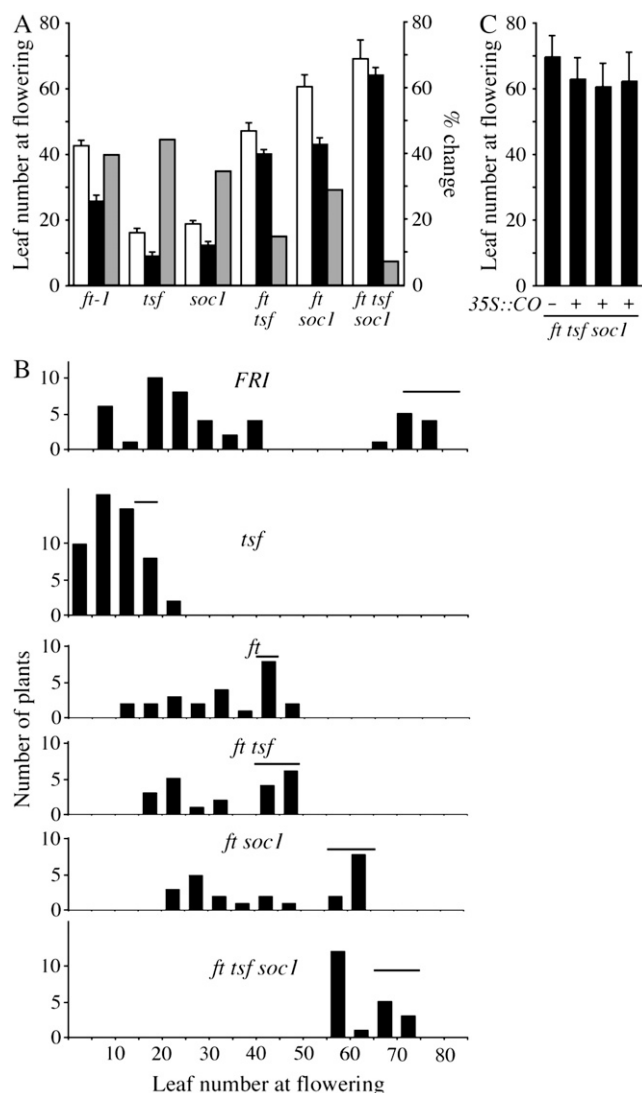 A
Leaf number at flowering
80
60
40
20
0
80
60
40
20
0
% change
ft-1 tsf soc1 ft tsf ft soc1 ft tsf soc1
C
Leaf number at flowering
80
60
40
20
0
35S::CO − + + +
ft tsf soc1
B
Number of plants
10
5
0
FRI
10
5
0
tsf
10
5
0
ft
10
5
0
ft tsf
10
5
0
ft soc1
10
5
0
ft tsf soc1
10 20 30 40 50 60 70 80
Leaf number at flowering